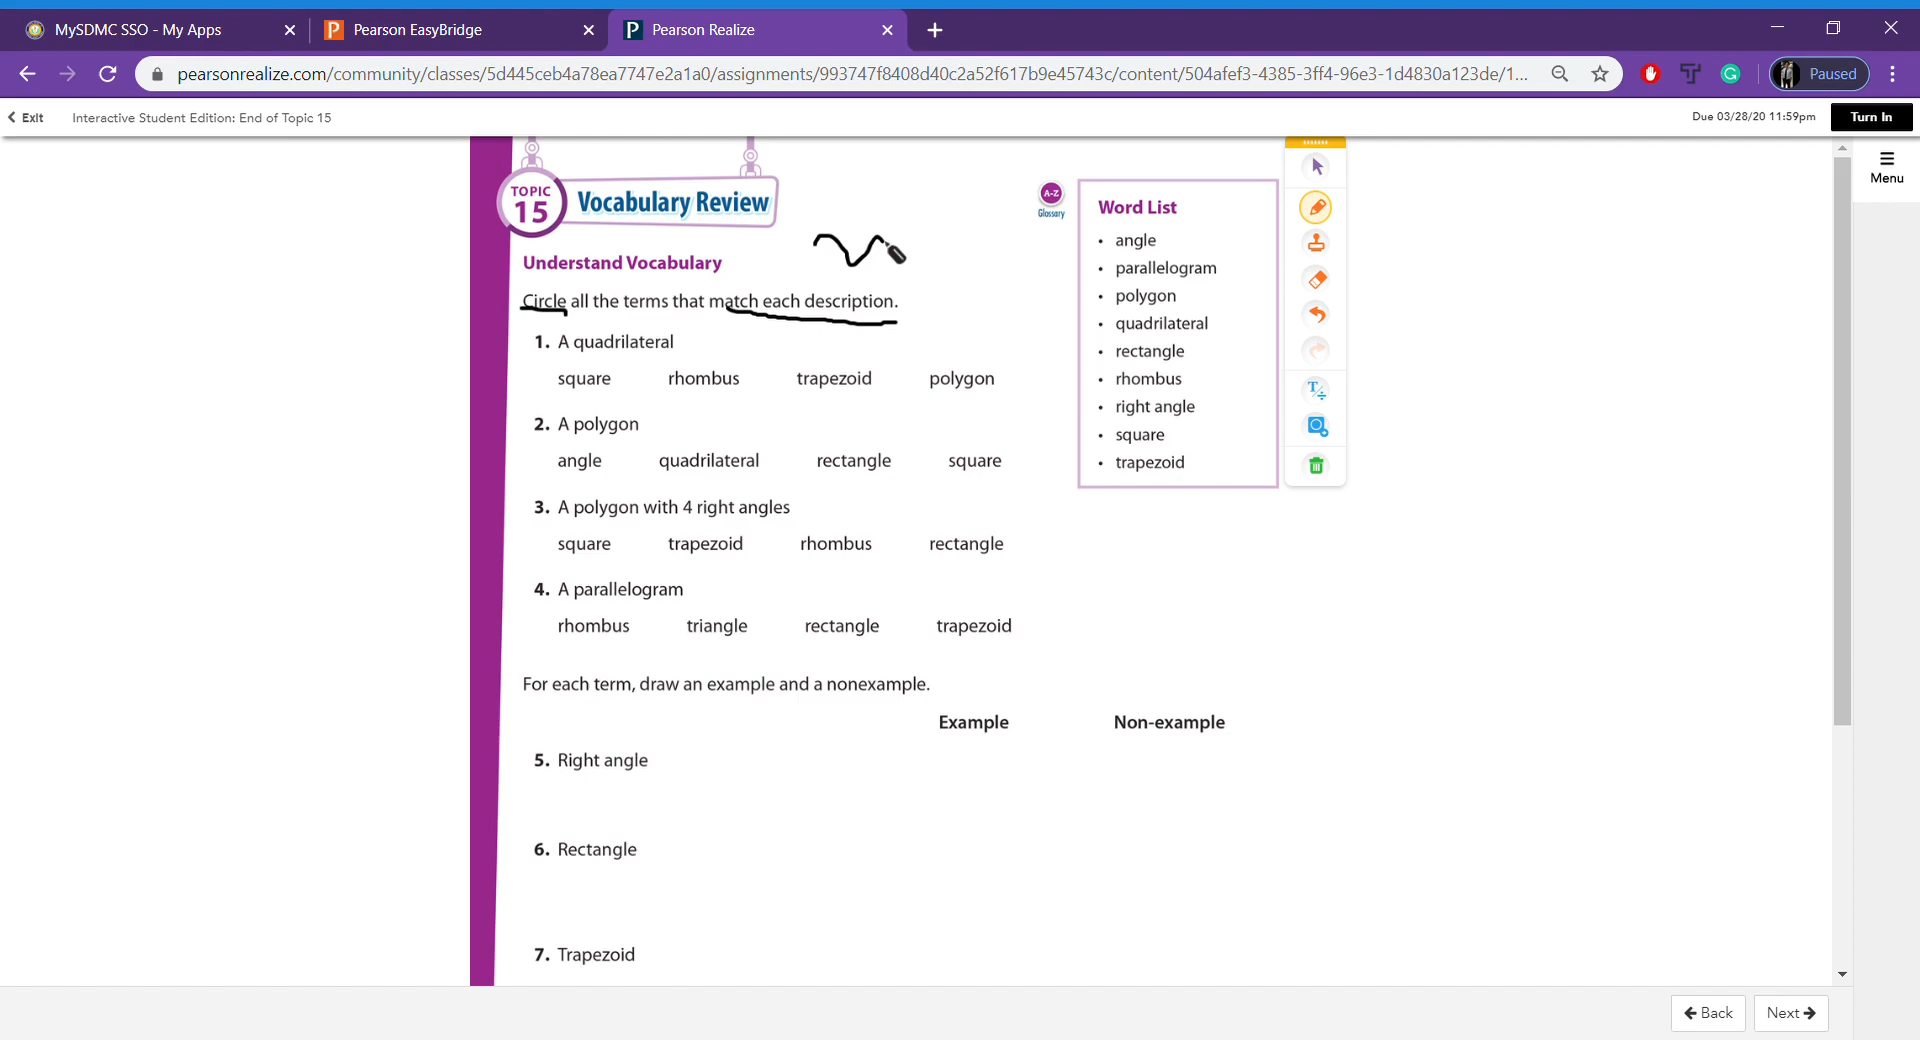 MySDMC SSO - My Apps
Pearson EasyBridge
Pearson Realize
pearsonrealize.com/community/classes/5d445ceb4a78ea7747e2a1a0/assignments/993747f8408d40c2a52f617b9e45743c/content/504afef3-4385-3ff4-96e3-1d4830a123de/1...
Paused
Exit
Interactive Student Edition: End of Topic 15
Due 03/28/20 11:59pm
Turn In
Menu
TOPIC
15
Vocabulary Review
A-Z
Glossary
Understand Vocabulary
Circle all the terms that match each description.
1. A quadrilateral
square rhombus trapezoid polygon
2. A polygon
angle quadrilateral rectangle square
3. A polygon with 4 right angles
square trapezoid rhombus rectangle
4. A parallelogram
rhombus triangle rectangle trapezoid
For each term, draw an example and a nonexample.
Example Non-example
5. Right angle
6. Rectangle
7. Trapezoid
Word List
• angle
• parallelogram
• polygon
• quadrilateral
• rectangle
• rhombus
• right angle
• square
• trapezoid
Back
Next